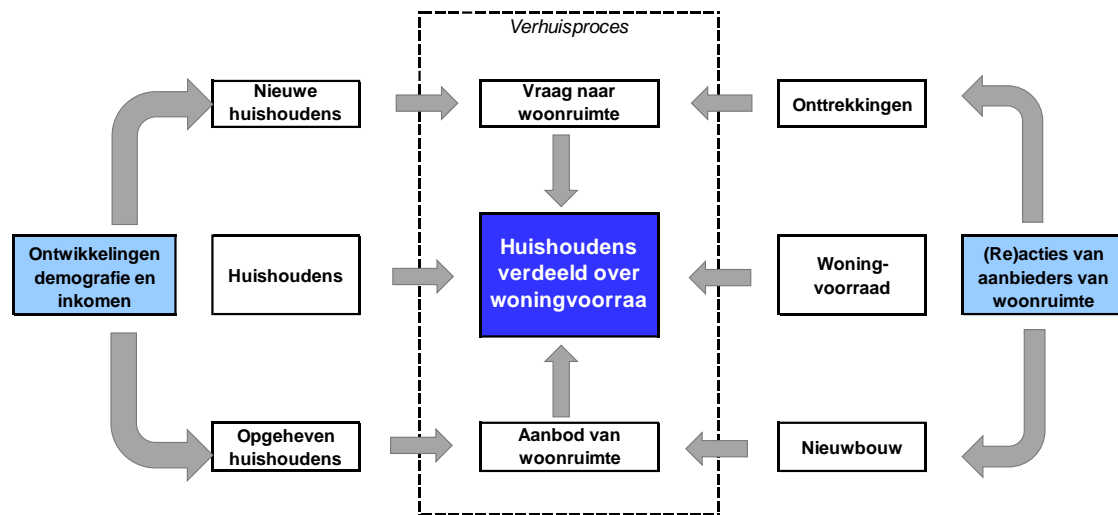 Verhuisproces
Nieuwe
huishoudens
Vraag naar
woonruimte
Onttrekkingen
Ontwikkelingen
demografie en
inkomen
Huishoudens
Huishoudens
verdeeld over
woningvoorraa
Woning-
voorraad
(Re)acties van
aanbieders van
woonruimte
Opgeheven
huishoudens
Aanbod van
woonruimte
Nieuwbouw